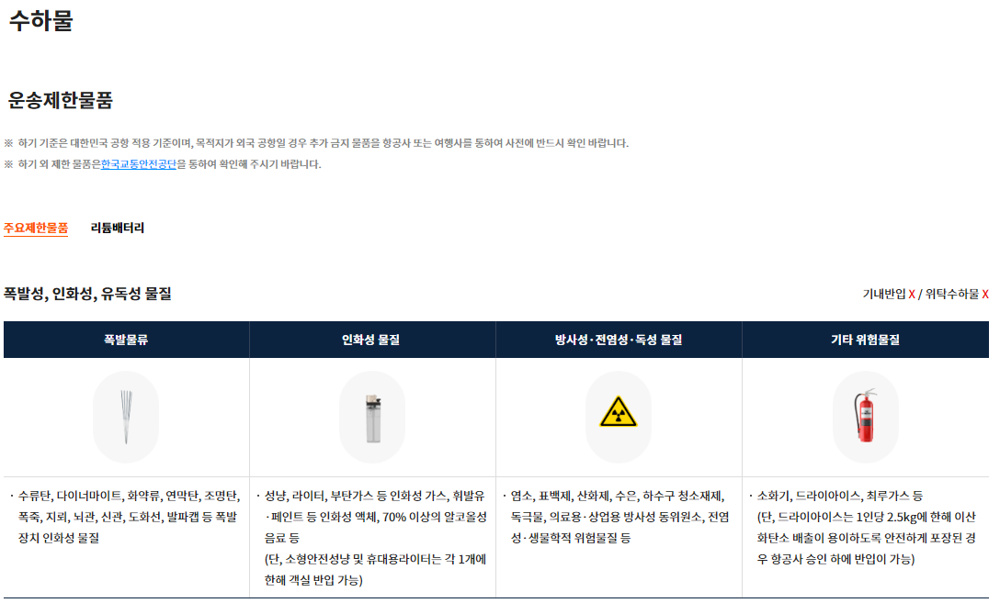 수하물
운송제한물품
※ 하기 기준은 대한민국 공항 적용 기준이며, 목적지가 외국 공항일 경우 추가 금지 물품을 항공사 또는 여행사를 통하여 사전에 반드시 확인 바랍니다.
※ 하기 외 제한 물품은한국교통안전공단을 통하여 확인해 주시기 바랍니다.
주요제한물품 리튬배터리
폭발성, 인화성, 유독성 물질
기내반입 X / 위탁수하물 X
폭발물류
인화성 물질
방사성·전염성·독성 물질
기타 위험물질
· 수류탄, 다이너마이트, 화약류, 연막탄, 조명탄,
폭죽, 지뢰, 뇌관, 신관, 도화선, 발파캡 등 폭발
장치 인화성 물질
· 성냥, 라이터, 부탄가스 등 인화성 가스, 휘발유
·페인트 등 인화성 액체, 70% 이상의 알코올성
음료 등
(단, 소형안전성냥 및 휴대용라이터는 각 1개에
한해 객실 반입 가능)
· 염소, 표백제, 산화제, 수은, 하수구 청소재제,
독극물, 의료용·상업용 방사성 동위원소, 전염
성·생물학적 위험물질 등
· 소화기, 드라이아이스, 최루가스 등
(단, 드라이아이스는 1인당 2.5kg에 한해 이산
화탄소 배출이 용이하도록 안전하게 포장된 경
우 항공사 승인 하에 반입이 가능)